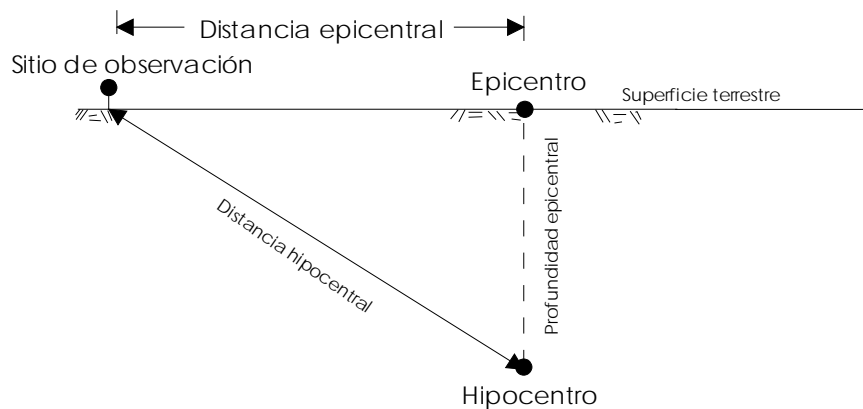 Distancia epicentral
Sitio de observación
Epicentro
Superficie terrestre
Distancia hipocentral
Profundidad epicentral
Hipocentro